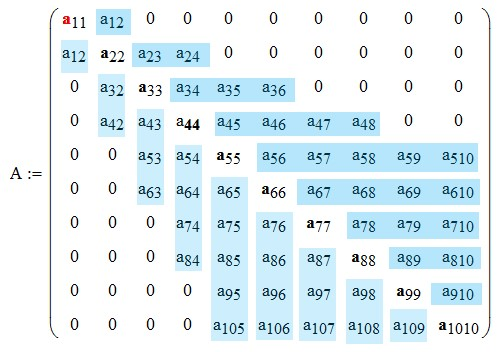 a11 a12 0 0 0 0 0 0 0 0
a12 a22 a23 a24 0 0 0 0 0 0
0 a32 a33 a34 a35 a36 0 0 0 0
0 a42 a43 a44 a45 a46 a47 a48 0 0
A := 0 0 a53 a54 a55 a56 a57 a58 a59 a510
0 0 a63 a64 a65 a66 a67 a68 a69 a610
0 0 0 a74 a75 a76 a77 a78 a79 a710
0 0 0 a84 a85 a86 a87 a88 a89 a810
0 0 0 0 a95 a96 a97 a98 a99 a910
0 0 0 0 a105 a106 a107 a108 a109 a1010